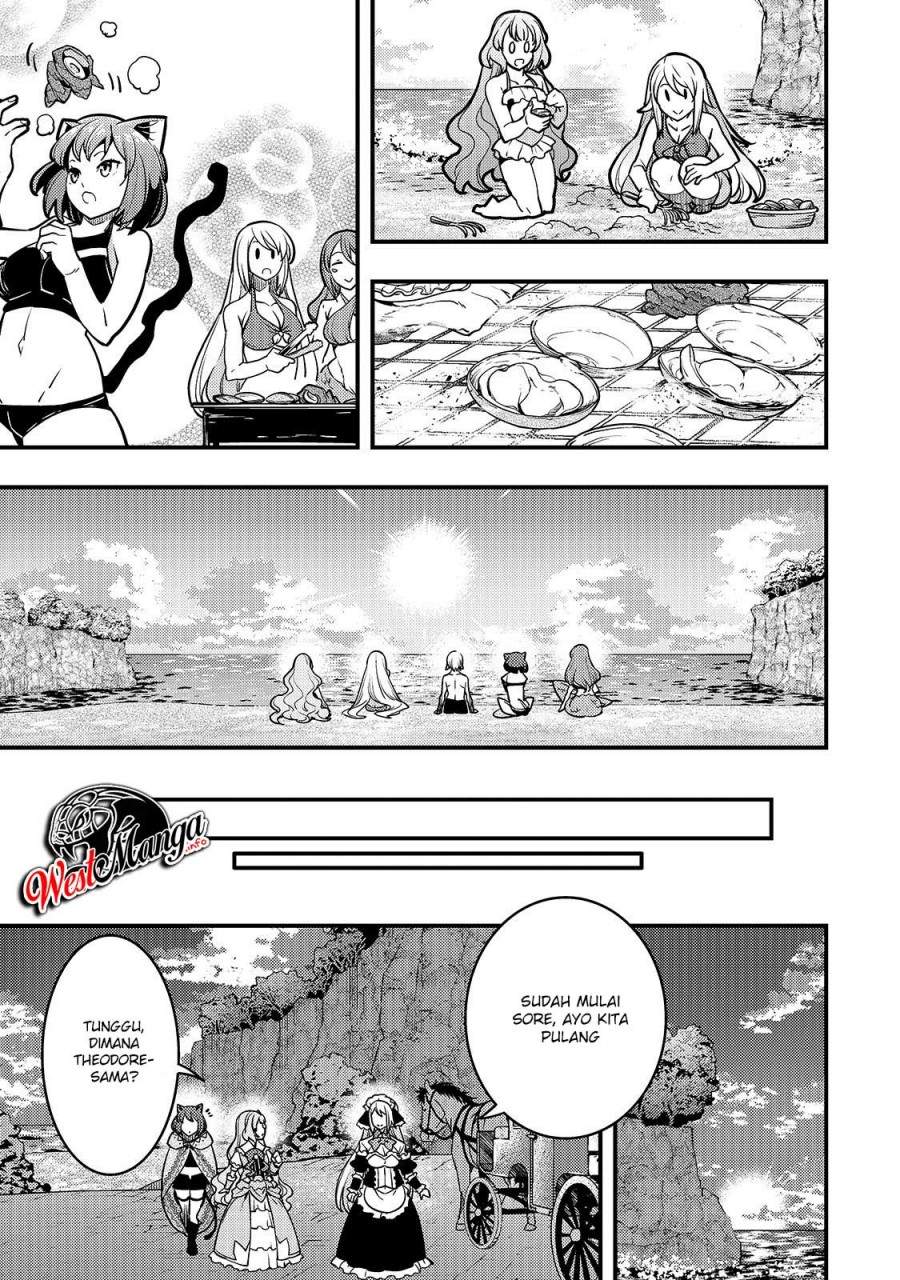 WestManga
.info
SUDAH MULAI
SORE, AYO KITA
PULANG
TUNGGU,
DIMANA
THEODORE-
SAMA?